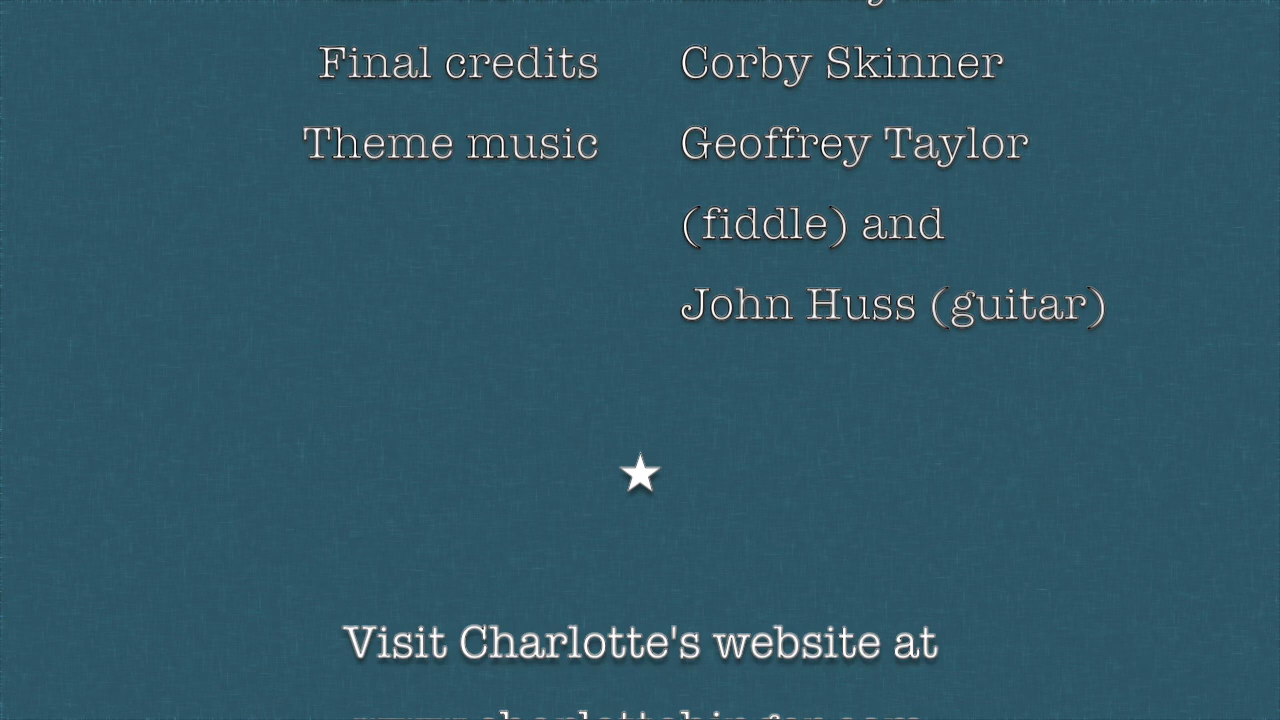 Final credits Corby Skinner
Theme music Geoffrey Taylor
(fiddle) and
John Huss (guitar)
Visit Charlotte's website at